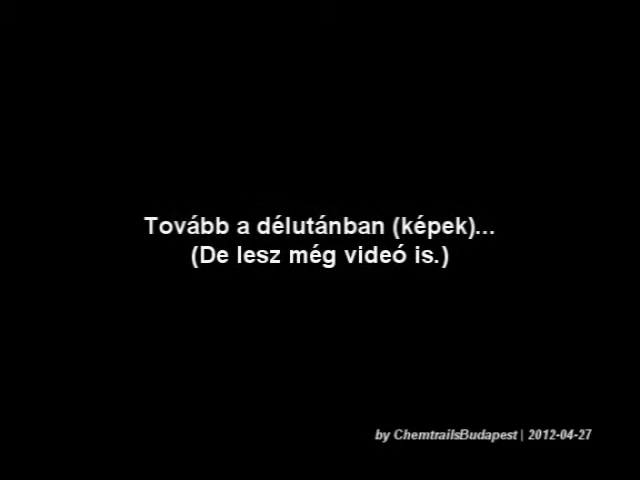 Tovább a délutánban (képek)...
(De lesz még videó is.)
by ChemtrailsBudapest | 2012-04-27